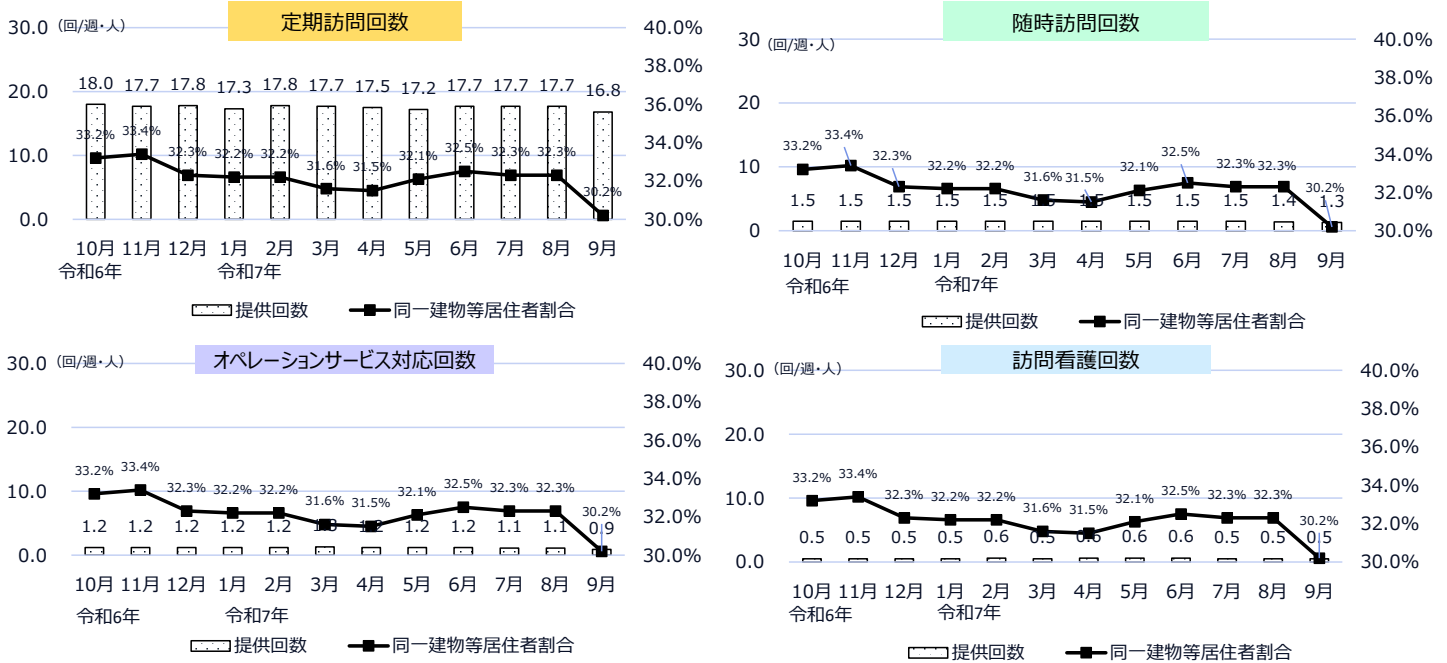 定期訪問回数
30.0 (回/週・人) 40.0%
38.0%
18.0 17.7 17.8 17.3 17.8 17.7 17.5 17.2 17.7 17.7 17.7 16.8
20.0 36.0%
33.2% 33.4% 32.3% 32.2% 32.2% 31.6% 31.5% 32.1% 32.5% 32.3% 32.3% 30.2%
34.0%
10.0
32.0%
0.0 30.0%
10月 11月 12月 1月 2月 3月 4月 5月 6月 7月 8月 9月
令和6年 令和7年
提供回数 同一建物等居住者割合
随時訪問回数
30 (回/週・人) 40.0%
38.0%
20 36.0%
34.0%
33.2% 33.4% 32.3% 32.2% 32.2% 31.6% 31.5% 32.1% 32.5% 32.3% 32.3% 30.2%
10
32.0%
1.5 1.5 1.5 1.5 1.5 1.5 1.5 1.5 1.5 1.5 1.4 1.3
0 30.0%
10月 11月 12月 1月 2月 3月 4月 5月 6月 7月 8月 9月
令和6年 令和7年
提供回数 同一建物等居住者割合
オペレーションサービス対応回数
30.0 (回/週・人) 40.0%
38.0%
20.0 36.0%
34.0%
33.2% 33.4% 32.3% 32.2% 32.2% 31.6% 31.5% 32.1% 32.5% 32.3% 32.3% 30.2%
10.0
32.0%
1.2 1.2 1.2 1.2 1.2 1.2 1.2 1.1 1.1 0.9
0.0 30.0%
10月 11月 12月 1月 2月 3月 4月 5月 6月 7月 8月 9月
令和6年 令和7年
提供回数 同一建物等居住者割合
訪問看護回数
30.0 (回/週・人) 40.0%
38.0%
20.0 36.0%
34.0%
33.2% 33.4% 32.3% 32.2% 32.2% 31.6% 31.5% 32.1% 32.5% 32.3% 32.3% 30.2%
10.0
32.0%
0.5 0.5 0.5 0.5 0.6 0.5 0.6 0.6 0.6 0.5 0.5 0.5
0.0 30.0%
10月 11月 12月 1月 2月 3月 4月 5月 6月 7月 8月 9月
令和6年 令和7年
提供回数 同一建物等居住者割合